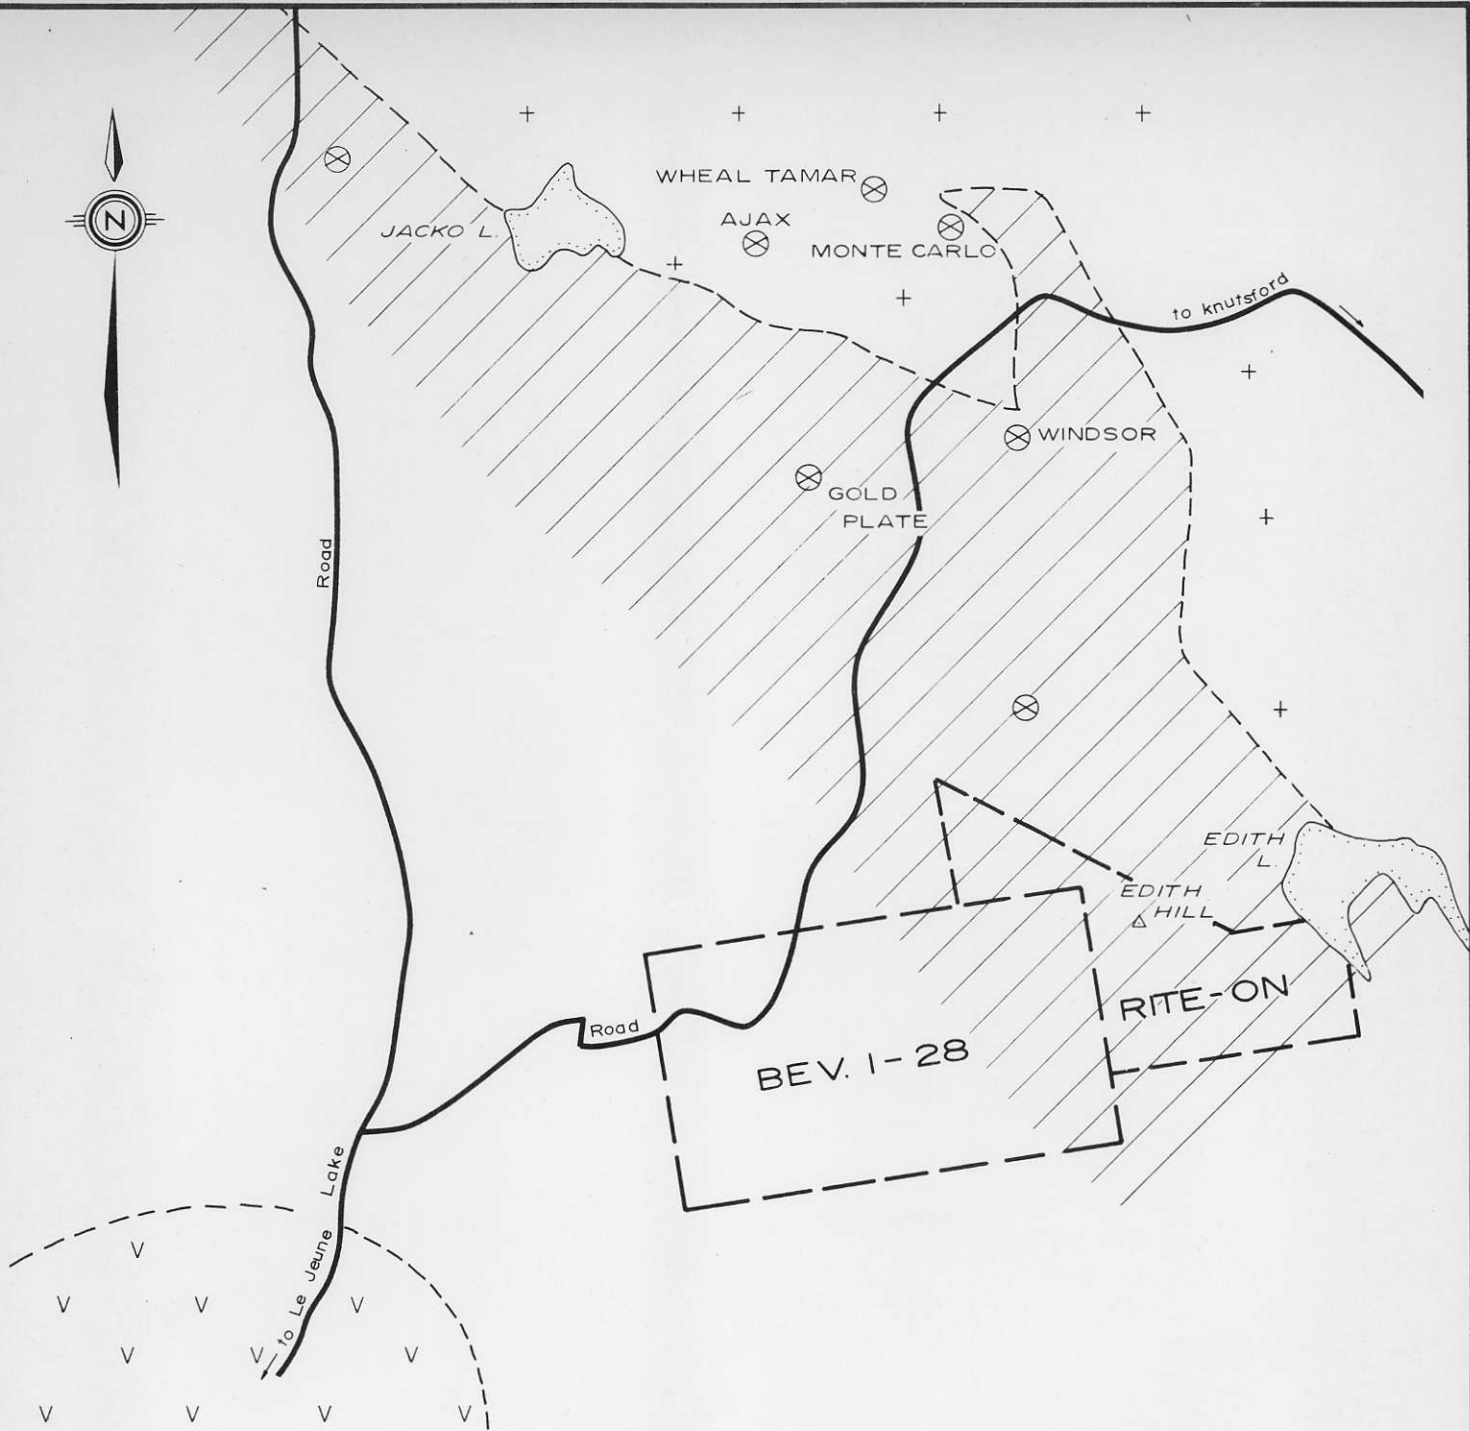 N
WHEAL TAMAR
AJAX
JACKO L.
MONTE CARLO
to Knutsford
WINDSOR
GOLD
PLATE
Road
EDITH
L.
EDITH
HILL
RITE-ON
Road
BEV. 1-28
to Le Jeune Lake